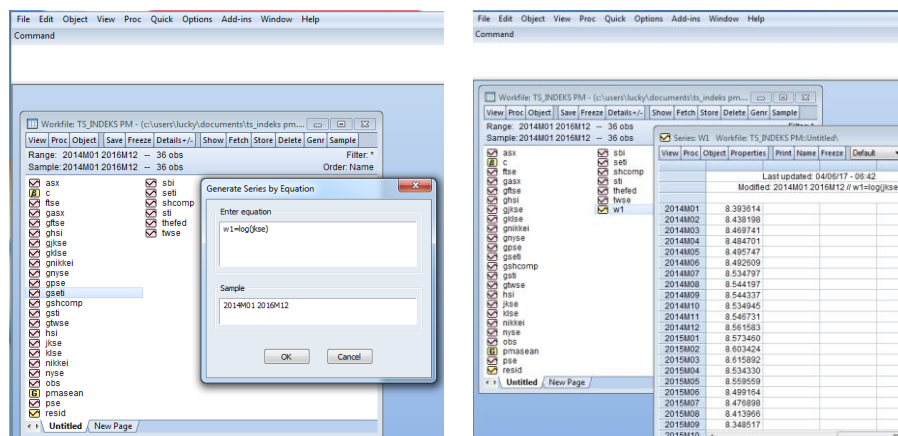 File Edit Object View Proc Quick Options Add-ins Window Help
Command
Workfile: TS_INDEKS PM - (c:\users\lucky\documents\ts_indeks pm....
View Proc Object Save Freeze Details+/- Show Fetch Store Delete Genr Sample
Range: 2014M01 2016M12 -- 36 obs Filter: *
Sample: 2014M01 2016M12 -- 36 obs Order: Name
asx
c
ftse
gasx
gftse
ghsi
gjkse
gklse
gnikkei
gnyse
gpse
gseti
gshcomp
gsti
gtwse
hsi
jkse
klse
nikkei
nyse
obs
pmasean
pse
resid
sbi
seti
shcomp
sti
thefed
twse
Untitled New Page
Generate Series by Equation
Enter equation
w1=log(jkse)
Sample
2014M01 2016M12
OK Cancel
File Edit Object View Proc Quick Options Add-ins Window Help
Command
Workfile: TS_INDEKS PM - (c:\users\lucky\documents\ts_indeks pm....
View Proc Object Save Freeze Details+/- Show Fetch Store Delete Genr Sample
Range: 2014M01 2016M12 -- 36 obs
Sample: 2014M01 2016M12 -- 36 obs
asx
c
ftse
gasx
gftse
ghsi
gjkse
gklse
gnikkei
gnyse
gpse
gseti
gshcomp
gsti
gtwse
hsi
jkse
klse
nikkei
nyse
obs
pmasean
pse
resid
sbi
seti
shcomp
sti
thefed
twse
w1
Untitled New Page
Series: W1 Workfile: TS_INDEKS PM::Untitled\
View Proc Object Properties Print Name Freeze Default
Last updated: 04/06/17 - 06:42
Modified: 2014M01 2016M12 // w1=log(jkse
2014M01 8.393614
2014M02 8.438198
2014M03 8.469741
2014M04 8.484701
2014M05 8.495747
2014M06 8.492609
2014M07 8.534797
2014M08 8.544197
2014M09 8.544337
2014M10 8.534945
2014M11 8.546731
2014M12 8.561583
2015M01 8.573460
2015M02 8.603424
2015M03 8.615892
2015M04 8.534330
2015M05 8.559559
2015M06 8.499164
2015M07 8.476898
2015M08 8.413966
2015M09 8.348517
2015M10